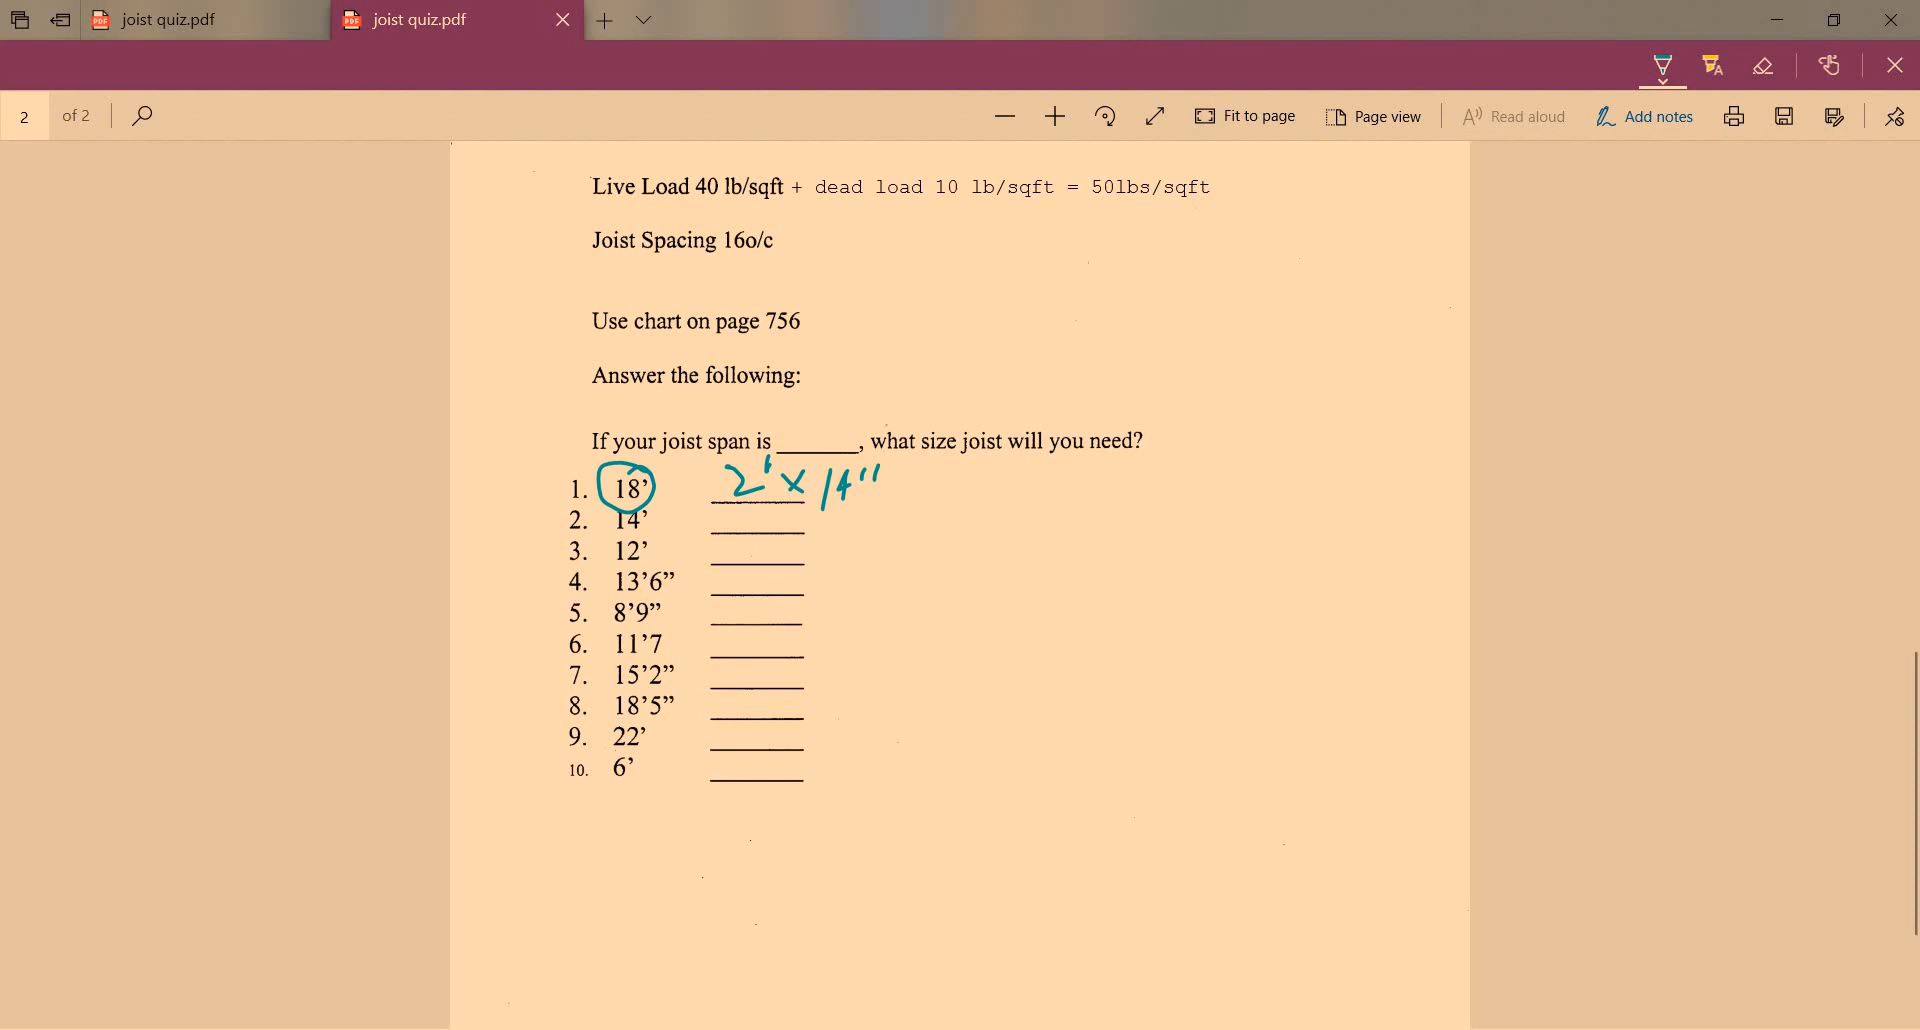 joist quiz.pdf
joist quiz.pdf
2 of 2
Fit to page
Page view
Read aloud
Add notes
Live Load 40 lb/sqft + dead load 10 lb/sqft = 50lbs/sqft
Joist Spacing 16o/c
Use chart on page 756
Answer the following:
If your joist span is _______, what size joist will you need?
1. 18’ 2' x 14"
2. 14’
3. 12’
4. 13’6”
5. 8’9”
6. 11’7
7. 15’2”
8. 18’5”
9. 22’
10. 6’